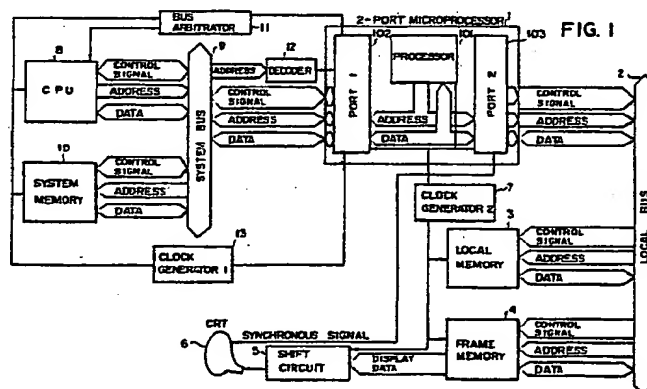 FIG. 1
BUS
ARBITRATOR
11
8
CPU
CONTROL
SIGNAL
ADDRESS
DATA
9
SYSTEM BUS
ADDRESS
12
DECODER
CONTROL
SIGNAL
ADDRESS
DATA
2-PORT MICROPROCESSOR
1
102
101
103
PORT 1
PROCESSOR
PORT 2
ADDRESS
DATA
CONTROL
SIGNAL
ADDRESS
DATA
2
LOCAL BUS
10
SYSTEM
MEMORY
CONTROL
SIGNAL
ADDRESS
DATA
13
CLOCK
GENERATOR 1
7
CLOCK
GENERATOR 2
3
LOCAL
MEMORY
CONTROL
SIGNAL
ADDRESS
DATA
4
FRAME
MEMORY
CONTROL
SIGNAL
ADDRESS
DATA
CRT
6
SYNCHRONOUS SIGNAL
5
SHIFT
CIRCUIT
DISPLAY
DATA